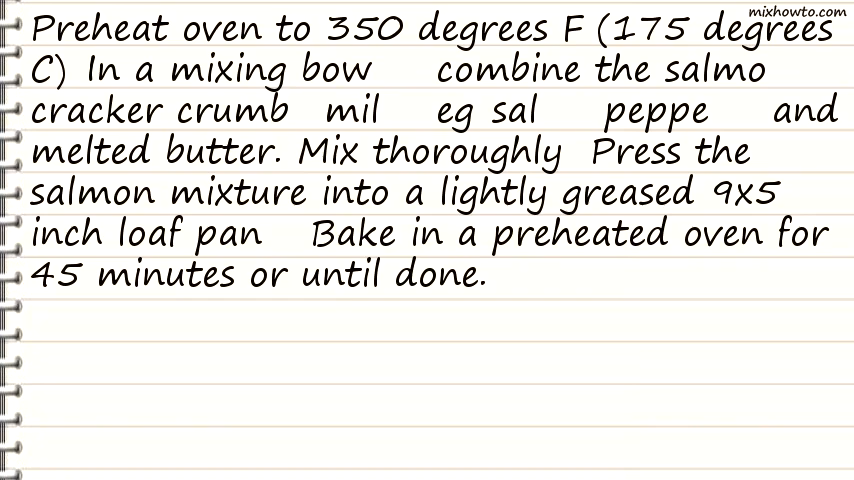 mixhowto.com
Preheat oven to 350 degrees F (175 degrees
C) In a mixing bow combine the salmo
cracker crumb mil eg sal peppe and
melted butter. Mix thoroughly Press the
salmon mixture into a lightly greased 9x5
inch loaf pan Bake in a preheated oven for
45 minutes or until done.